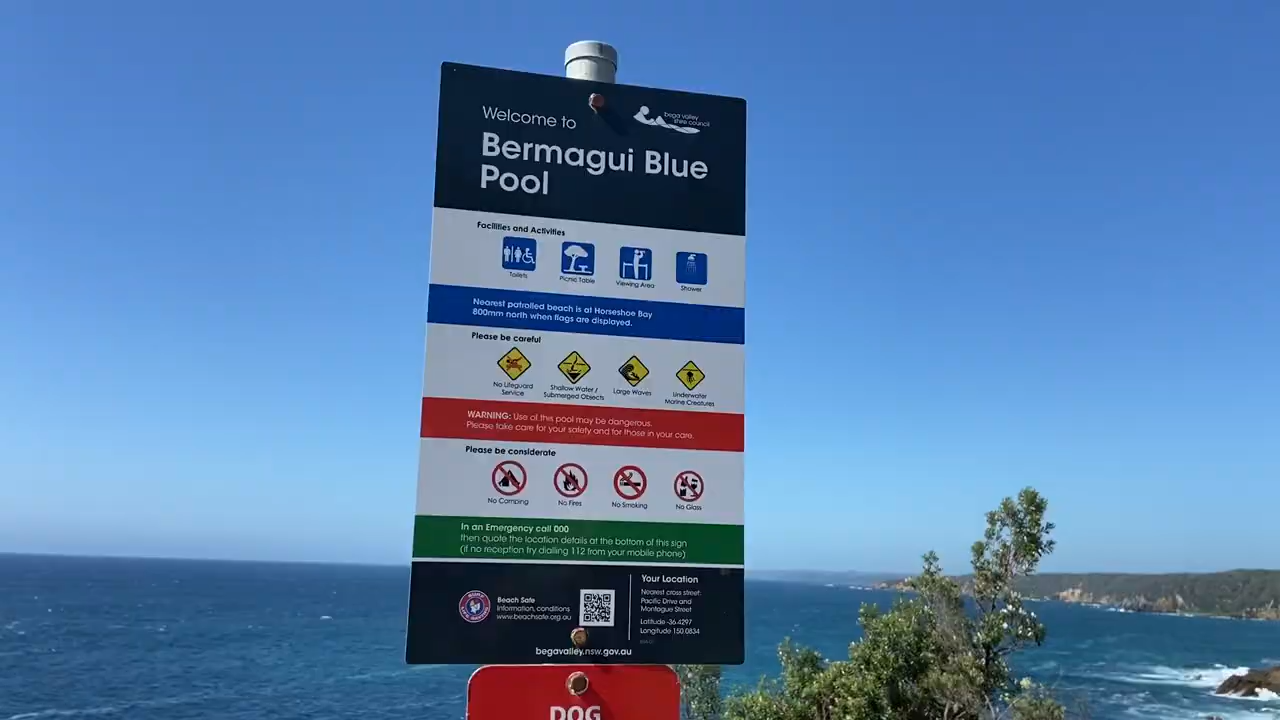 Welcome to
bega valley
shire council
Bermagui Blue
Pool
Facilities and Activities
Toilets
Picnic Table
Viewing Area
Shower
Nearest patrolled beach is at Horseshoe Bay
800mm north when flags are displayed.
Please be careful
No Lifeguard
Service
Shallow Water /
Submerged Objects
Large Waves
Underwater
Marine Creatures
WARNING: Use of this pool may be dangerous.
Please take care for your safety and for those in your care.
Please be considerate
No Camping
No Fires
No Smoking
No Glass
In an Emergency call 000
then quote the location details at the bottom of this sign
(if no reception try dialling 112 from your mobile phone)
Beach Safe
Information, conditions
www.beachsafe.org.au
Your Location
Nearest cross street:
Pacific Drive and
Montague Street
Latitude -36.4297
Longitude 150.0834
begavalley.nsw.gov.au
DOG